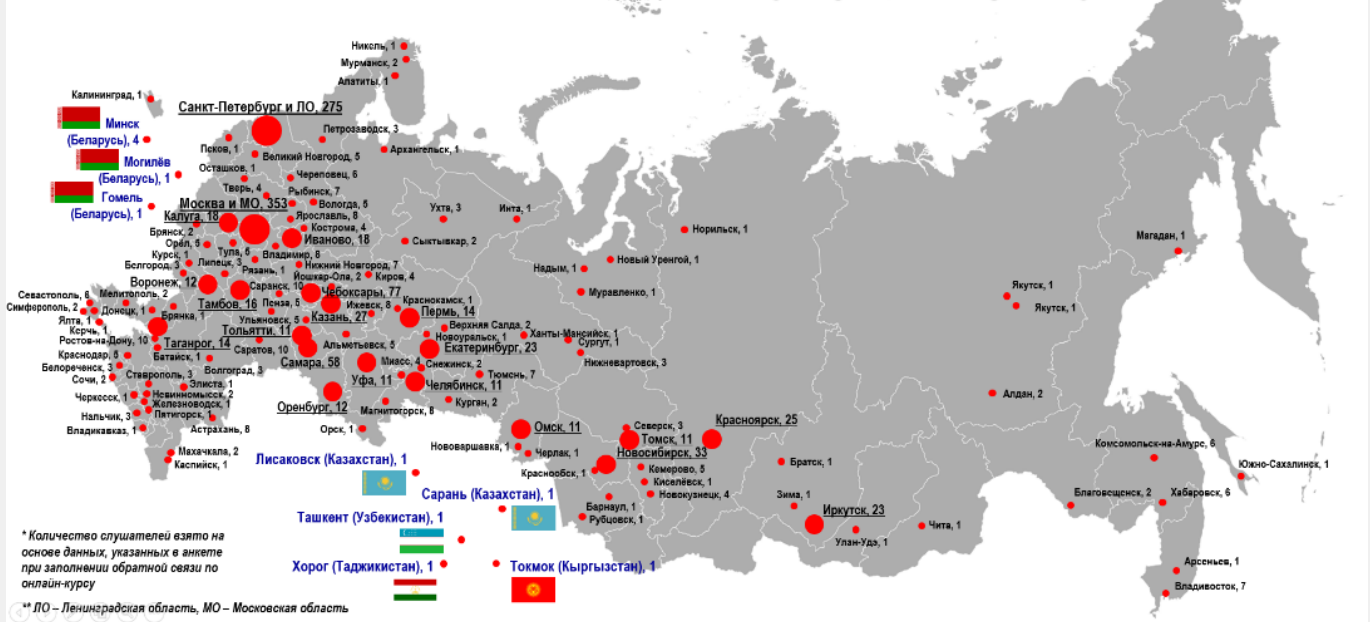 Никель, 1
Мурманск, 2
Апатиты, 1
Калининград, 1
Санкт-Петербург и ЛО, 275
Минск
(Беларусь), 4
Петрозаводск, 3
Псков, 1
Великий Новгород, 5
Архангельск, 1
Могилёв
(Беларусь), 1
Осташков, 1
Череповец, 6
Тверь, 4
Рыбинск, 7
Гомель
(Беларусь), 1
Москва и МО, 353
Вологда, 5
Калуга, 18
Ярославль, 8
Ухта, 3
Инта, 1
Брянск, 2
Кострома, 4
Иваново, 18
Сыктывкар, 2
Норильск, 1
Магадан, 1
Орёл, 5
Тула, 5
Владимир, 8
Курск, 1
Белгород, 3
Липецк, 3
Рязань, 1
Нижний Новгород, 7
Йошкар-Ола, 2
Киров, 4
Надым, 1
Новый Уренгой, 1
Воронеж, 12
Саранск, 10
Чебоксары, 77
Муравленко, 1
Севастополь, 6
Мелитополь, 2
Тамбов, 16
Пенза, 5
Ижевск, 8
Краснокамск, 1
Симферополь, 2
Донецк, 1
Брянка, 1
Ульяновск, 5
Казань, 27
Пермь, 14
Якутск, 1
Якутск, 1
Ялта, 1
Керчь, 1
Тольятти, 11
Верхняя Салда, 2
Новоуральск, 1
Ханты-Мансийск, 1
Ростов-на-Дону, 10
Таганрог, 14
Саратов, 10
Альметьевск, 5
Екатеринбург, 23
Сургут, 1
Краснодар, 6
Батайск, 1
Самара, 58
Миасс, 4
Снежинск, 2
Нижневартовск, 3
Белореченск, 3
Волгоград, 3
Уфа, 11
Тюмень, 7
Сочи, 2
Ставрополь, 3
Элиста, 1
Челябинск, 11
Черкесск, 1
Невинномысск, 2
Железноводск, 1
Оренбург, 12
Магнитогорск, 8
Курган, 2
Алдан, 2
Нальчик, 3
Пятигорск, 1
Владикавказ, 1
Астрахань, 8
Орск, 1
Омск, 11
Северск, 3
Томск, 11
Красноярск, 25
Махачкала, 2
Каспийск, 1
Нововаршавка, 1
Черлак, 1
Новосибирск, 33
Комсомольск-на-Амуре, 6
Лисаковск (Казахстан), 1
Краснообск, 1
Кемерово, 5
Киселёвск, 1
Братск, 1
Южно-Сахалинск, 1
Сарань (Казахстан), 1
Новокузнецк, 4
Зима, 1
Благовещенск, 2
Хабаровск, 6
Барнаул, 1
Рубцовск, 1
Иркутск, 23
Ташкент (Узбекистан), 1
Улан-Удэ, 1
Чита, 1
Хорог (Таджикистан), 1
Токмок (Кыргызстан), 1
Арсеньев, 1
Владивосток, 7
* Количество слушателей взято на
основе данных, указанных в анкете
при заполнении обратной связи по
онлайн-курсу
** ЛО – Ленинградская область, МО – Московская область